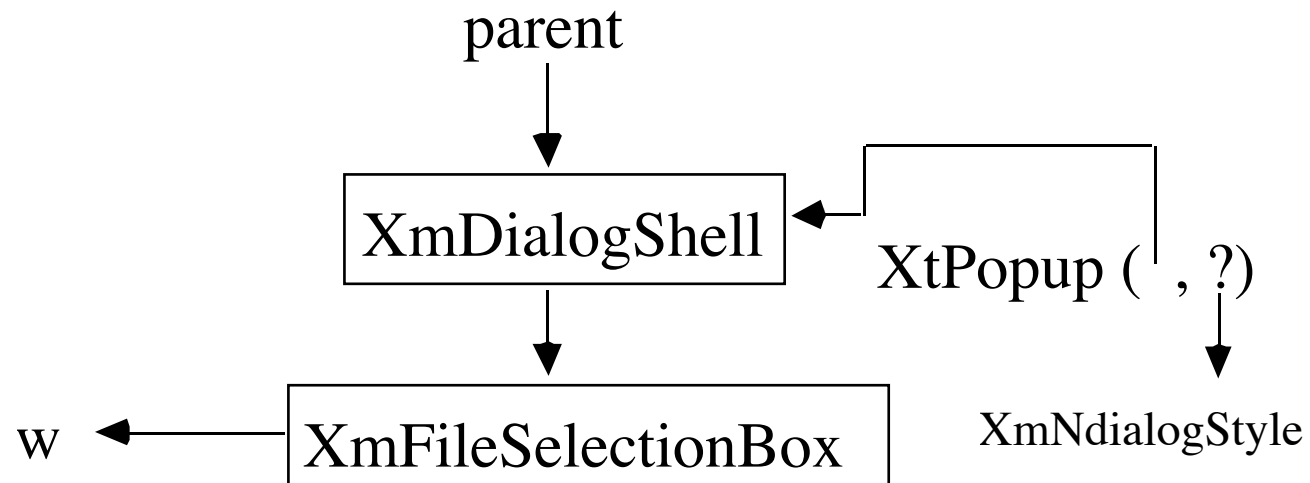 parent
XmDialogShell
XtPopup ( , ?)
w
XmFileSelectionBox
XmNdialogStyle